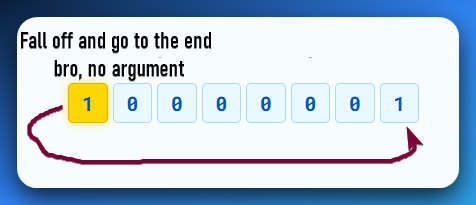 Fall off and go to the end
bro, no argument
1 0 0 0 0 0 0 1